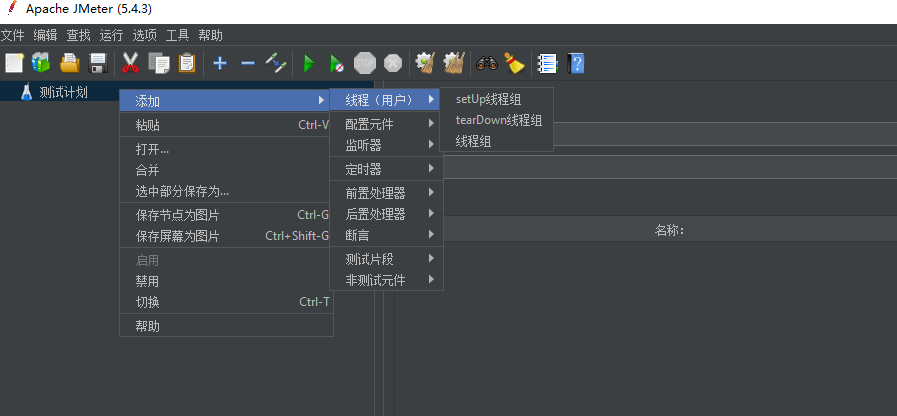 Apache JMeter (5.4.3)
文件 编辑 查找 运行 选项 工具 帮助
STOP
测试计划
添加
粘贴 Ctrl-V
打开...
合并
选中部分保存为...
保存节点为图片 Ctrl-G
保存屏幕为图片 Ctrl+Shift-G
启用
禁用
切换 Ctrl-T
帮助
线程（用户）
配置元件
监听器
定时器
前置处理器
后置处理器
断言
测试片段
非测试元件
setUp线程组
tearDown线程组
线程组
名称: